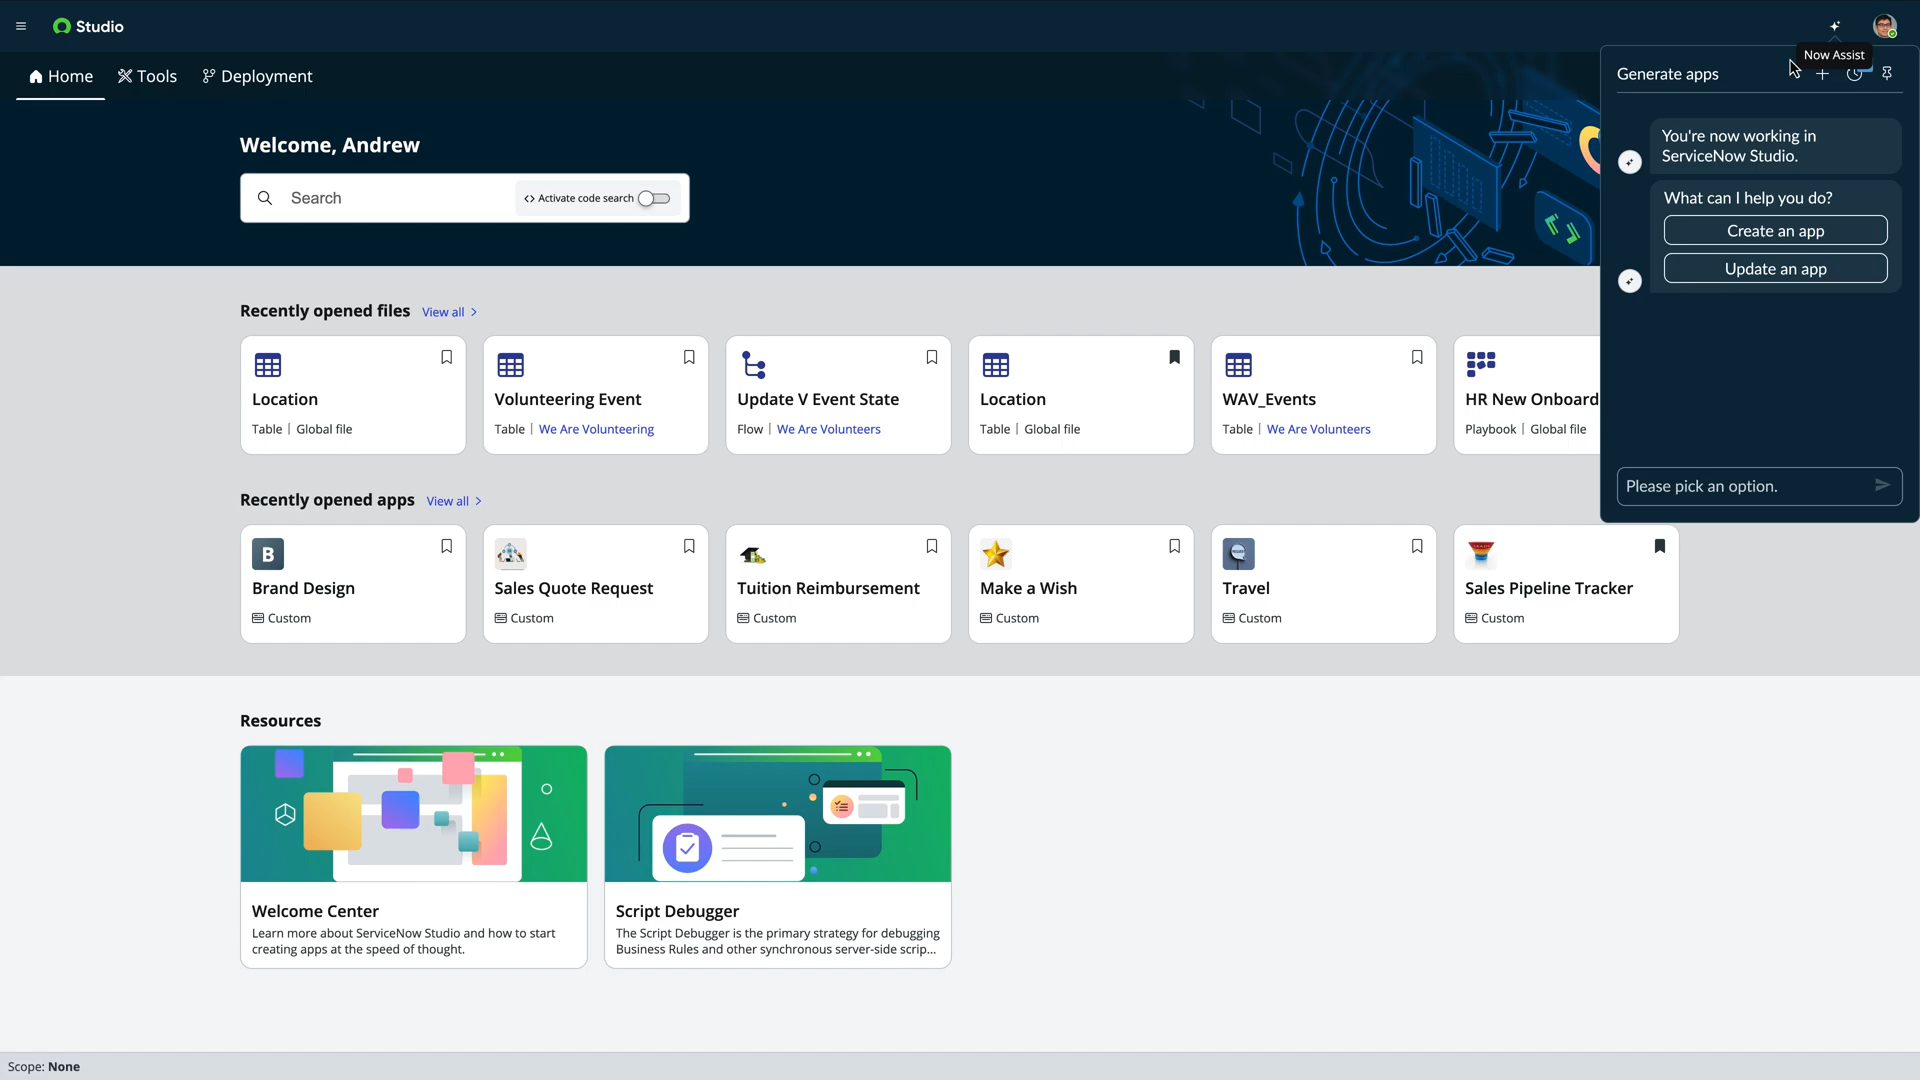 Studio
Now Assist
Home
Tools
Deployment
Generate apps
Welcome, Andrew
Search
Activate code search
You're now working in
ServiceNow Studio.
What can I help you do?
Create an app
Update an app
Please pick an option.
Recently opened files
View all
Location
Table | Global file
Volunteering Event
Table | We Are Volunteering
Update V Event State
Flow | We Are Volunteers
Location
Table | Global file
WAV_Events
Table | We Are Volunteers
HR New Onboard
Playbook | Global file
Recently opened apps
View all
B
Brand Design
Custom
Sales Quote Request
Custom
Tuition Reimbursement
Custom
Make a Wish
Custom
Travel
Custom
Sales Pipeline Tracker
Custom
Resources
Welcome Center
Learn more about ServiceNow Studio and how to start
creating apps at the speed of thought.
Script Debugger
The Script Debugger is the primary strategy for debugging
Business Rules and other synchronous server-side scrip...
Scope: None